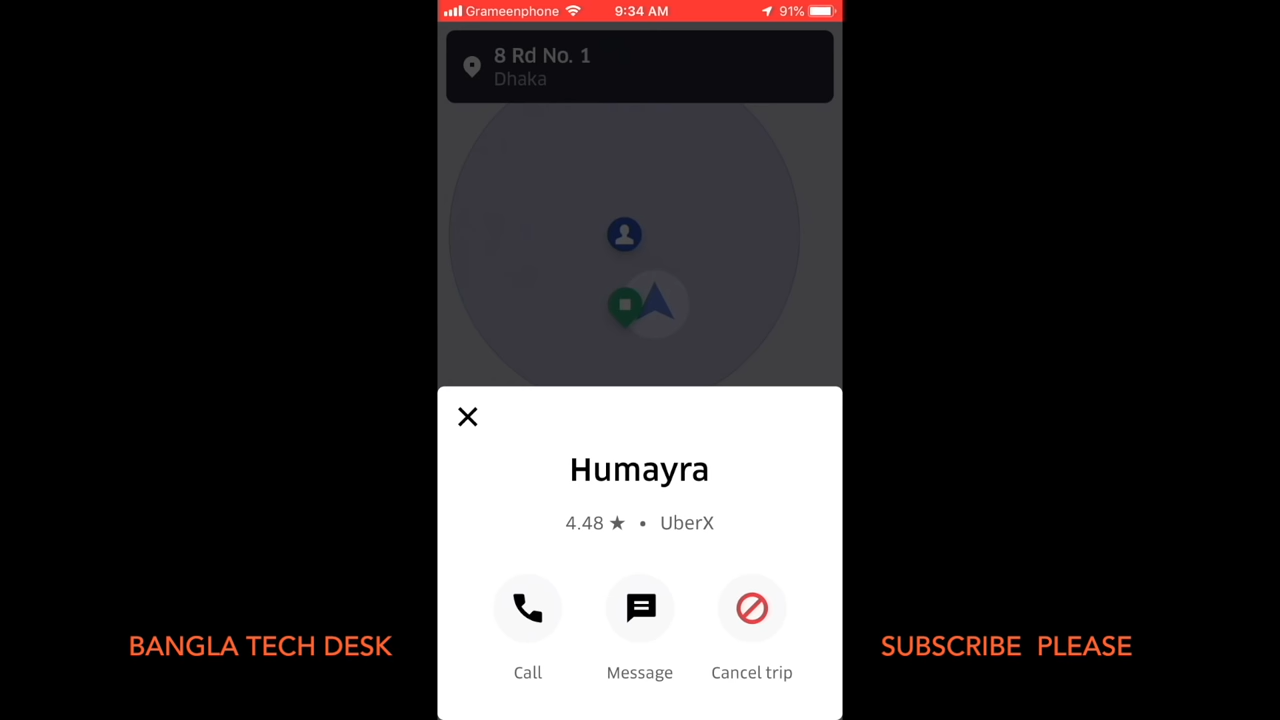 Grameenphone 9:34 AM 91%
8 Rd No. 1
Dhaka
Humayra
4.48 ★ • UberX
Call Message Cancel trip
BANGLA TECH DESK
SUBSCRIBE PLEASE